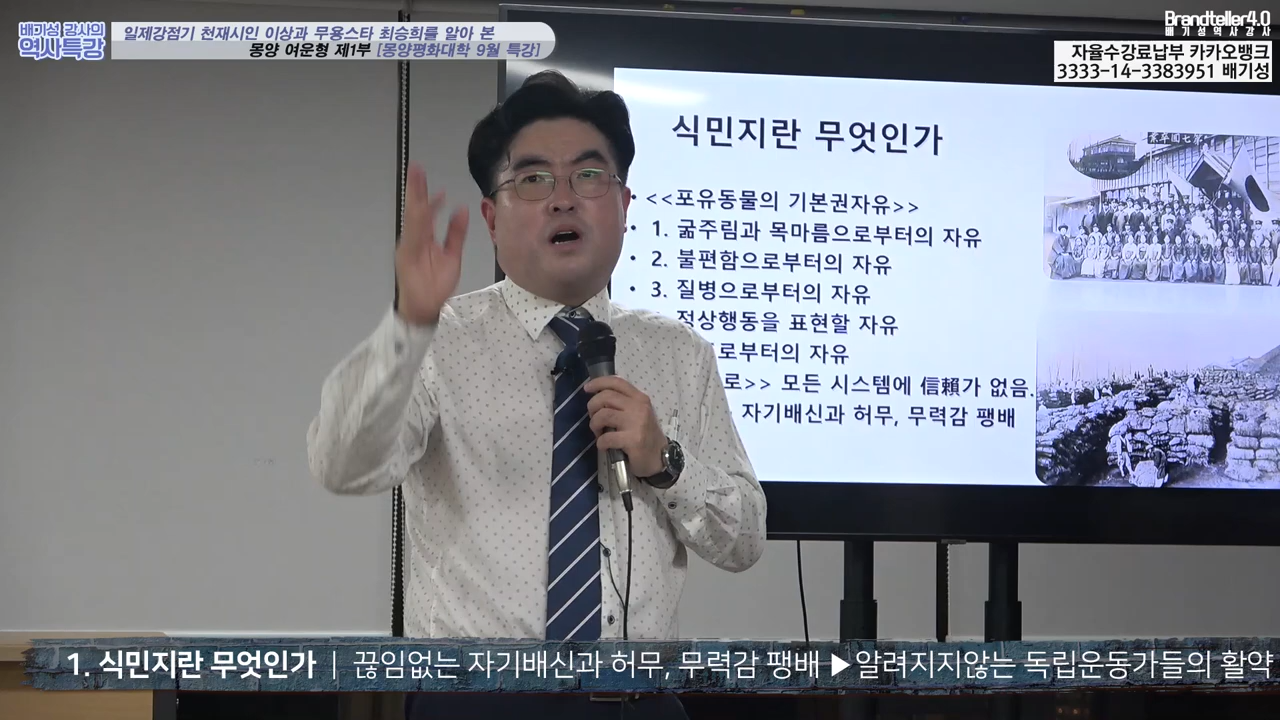 배기성 강사의
역사특강
일제강점기 천재시인 이상과 무용스타 최승희를 알아 본
몽양 여운형 제1부 [몽양평화대학 9월 특강]
Brandteller4.0
배기성역사강사
자율수강료납부 카카오뱅크
3333-14-3383951 배기성
식민지란 무엇인가
• <<포유동물의 기본권자유>>
• 1. 굶주림과 목마름으로부터의 자유
• 2. 불편함으로부터의 자유
• 3. 질병으로부터의 자유
정상행동을 표현할 자유
로부터의 자유
로>> 모든 시스템에 信賴가 없음.
자기배신과 허무, 무력감 팽배
1. 식민지란 무엇인가 | 끊임없는 자기배신과 허무, 무력감 팽배 ▶알려지지않는 독립운동가들의 활약